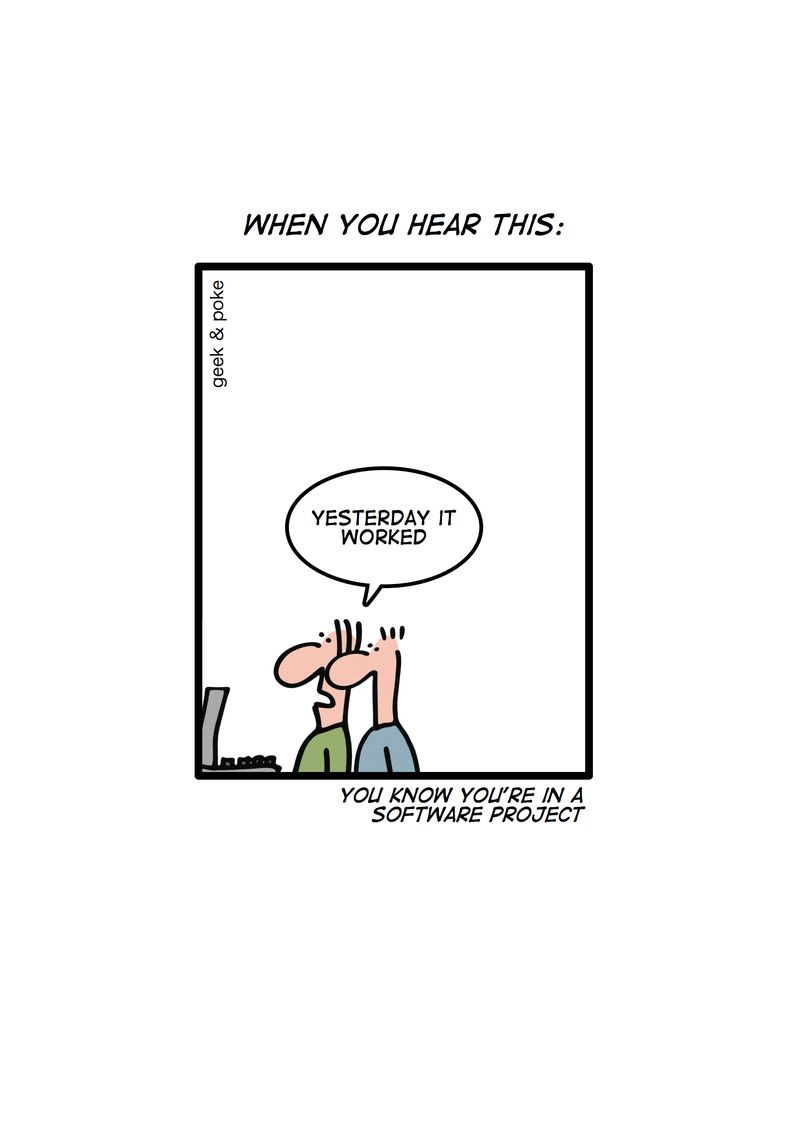 WHEN YOU HEAR THIS:
geek & poke
YESTERDAY IT
WORKED
YOU KNOW YOU'RE IN A
SOFTWARE PROJECT